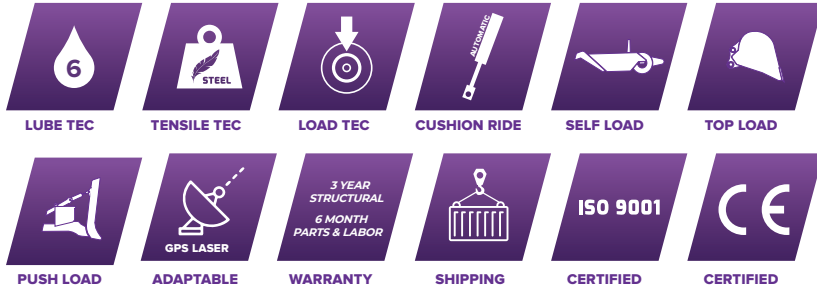 6
STEEL
AUTOMATIC
LUBE TEC
TENSILE TEC
LOAD TEC
CUSHION RIDE
SELF LOAD
TOP LOAD
GPS LASER
3 YEAR
STRUCTURAL
6 MONTH
PARTS & LABOR
ISO 9001
CE
PUSH LOAD
ADAPTABLE
WARRANTY
SHIPPING
CERTIFIED
CERTIFIED